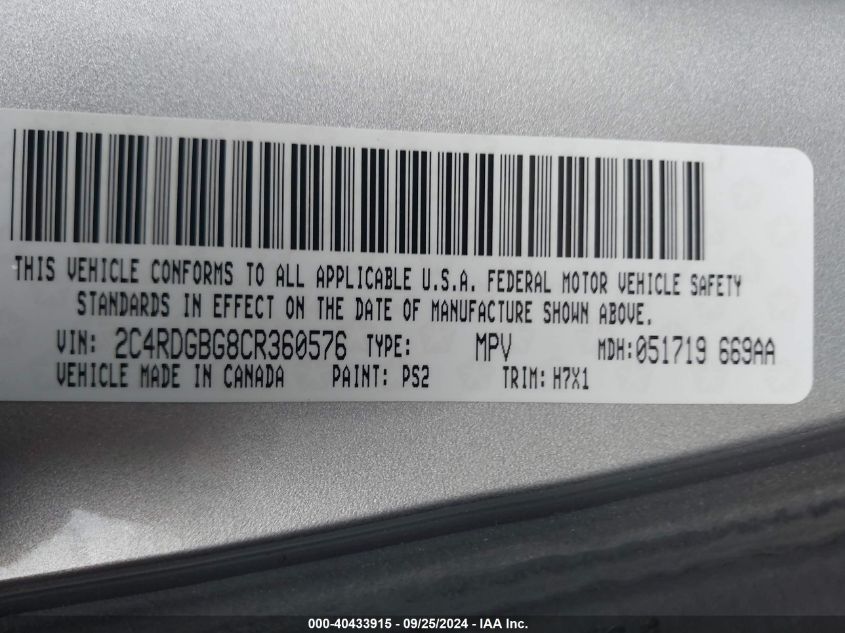 THIS VEHICLE CONFORMS TO ALL APPLICABLE U.S.A. FEDERAL MOTOR VEHICLE SAFETY
STANDARDS IN EFFECT ON THE DATE OF MANUFACTURE SHOWN ABOVE.
VIN: 2C4RDGBG8CR360576 TYPE: MPV MDH:051719 669AA
VEHICLE MADE IN CANADA PAINT: PS2 TRIM: H7X1
000-40433915 - 09/25/2024 - IAA Inc.